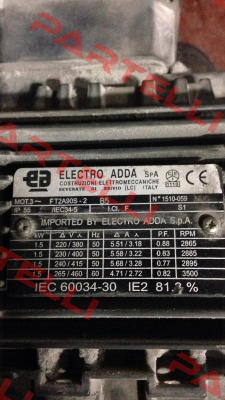 PARTELLI
ea ELECTRO ADDA SpA
COSTRUZIONI ELETTROMECCANICHE
BEVERATE DI BRIVIO (LC) ITALY
MOT.3~ FT2A90S - 2 B5 N° 1510-059
IP 55 IEC34-5 I.CL. F S1
IMPORTED BY ELECTRO ADDA S.p.A.
kW V Hz A P.F. RPM
1.5 220 / 380 50 5.51 / 3.18 0.88 2865
1.5 230 / 400 50 5.58 / 3.22 0.83 2885
1.5 240 / 415 50 5.68 / 3.28 0.77 2895
1.5 265 / 460 60 4.71 / 2.72 0.82 3500
IEC 60034-30 IE2 81.3 %